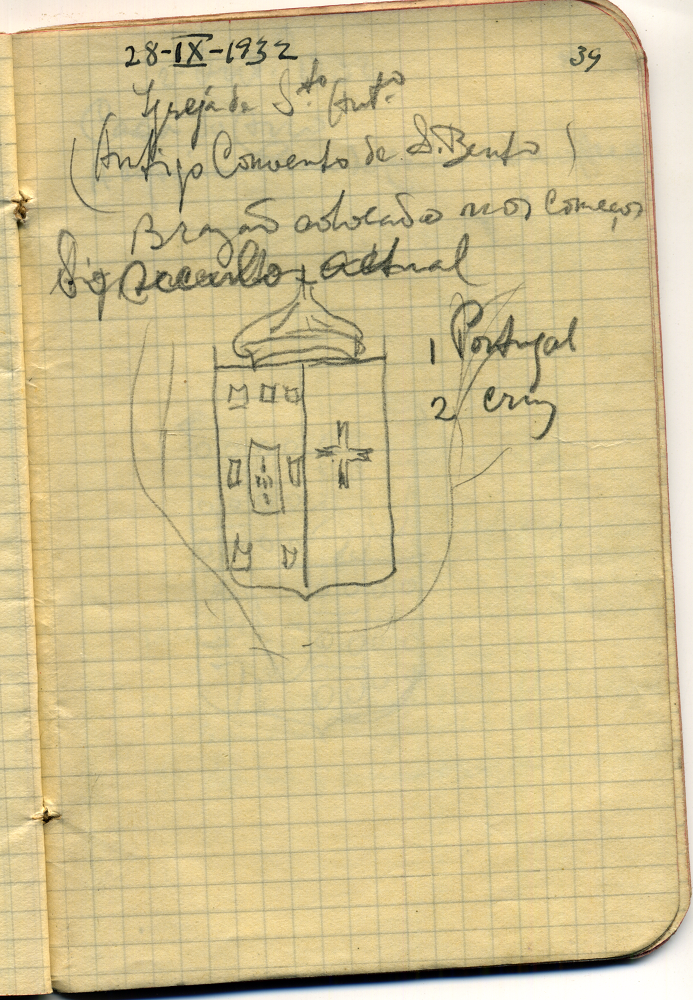 28-IX-1932
39
Igreja de S.to Ant.o
(Antigo Convento de S. Bento)
Brazão colocado nos começos
seculo actual
1 Portugal
2 cruz